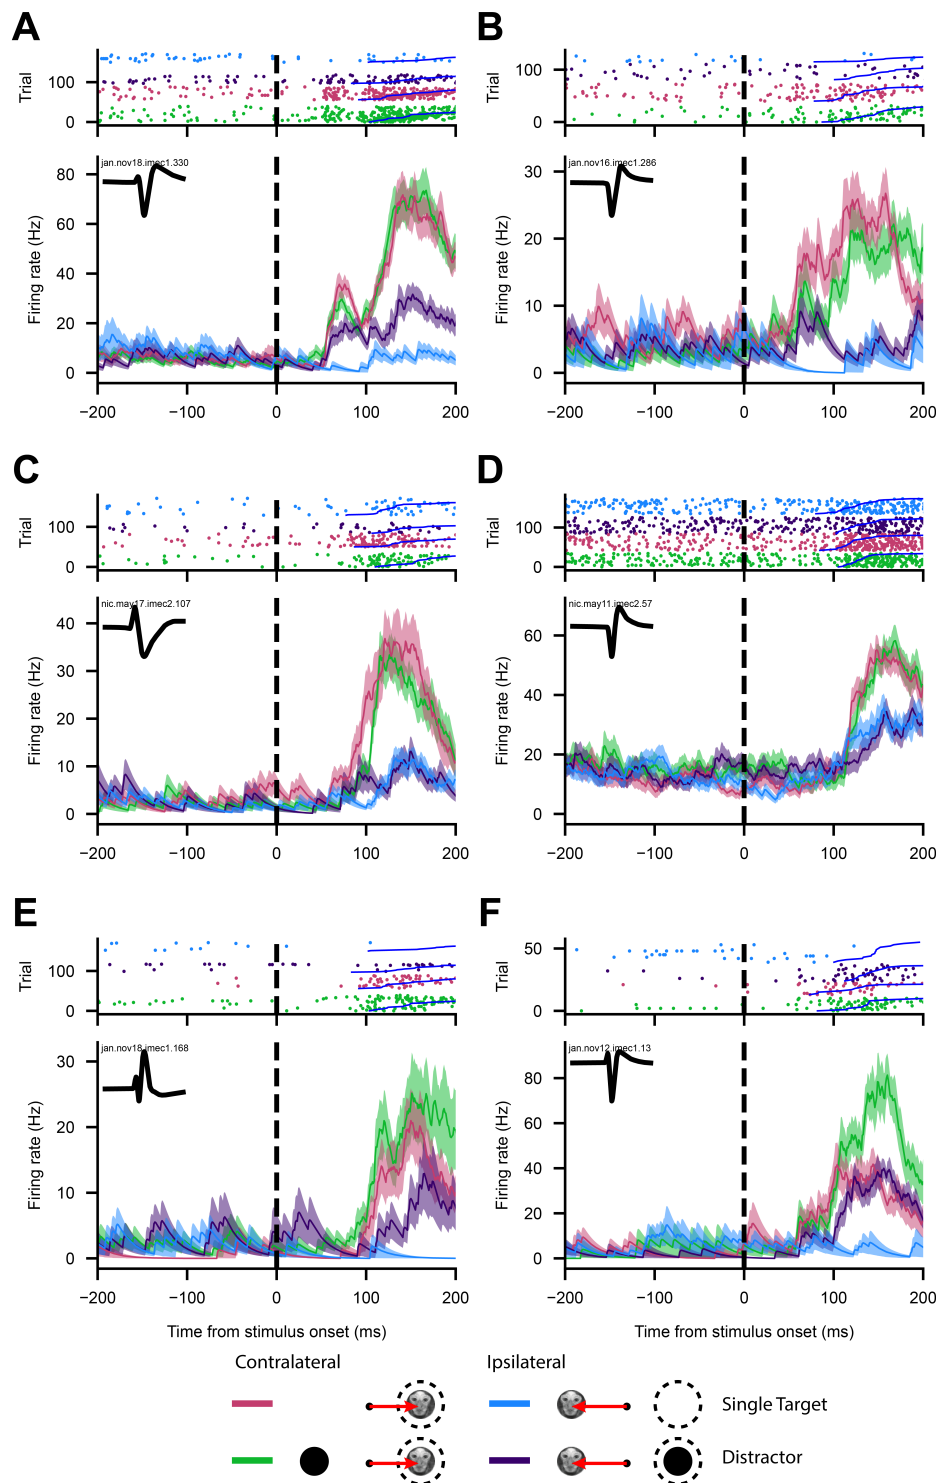 A
B
Trial
100
0
Trial
100
0
jan.nov18.imec1.330
Firing rate (Hz)
80
60
40
20
0
−200
−100
0
100
200
jan.nov16.imec1.286
Firing rate (Hz)
30
20
10
0
−200
−100
0
100
200
C
D
Trial
100
0
Trial
100
0
nic.may17.imec2.107
Firing rate (Hz)
40
30
20
10
0
−200
−100
0
100
200
nic.may11.imec2.57
Firing rate (Hz)
60
40
20
0
−200
−100
0
100
200
E
F
Trial
100
0
Trial
50
0
jan.nov18.imec1.168
Firing rate (Hz)
30
20
10
0
−200
−100
0
100
200
Time from stimulus onset (ms)
jan.nov12.imec1.13
Firing rate (Hz)
80
60
40
20
0
−200
−100
0
100
200
Time from stimulus onset (ms)
Contralateral
Ipsilateral
Single Target
Distractor